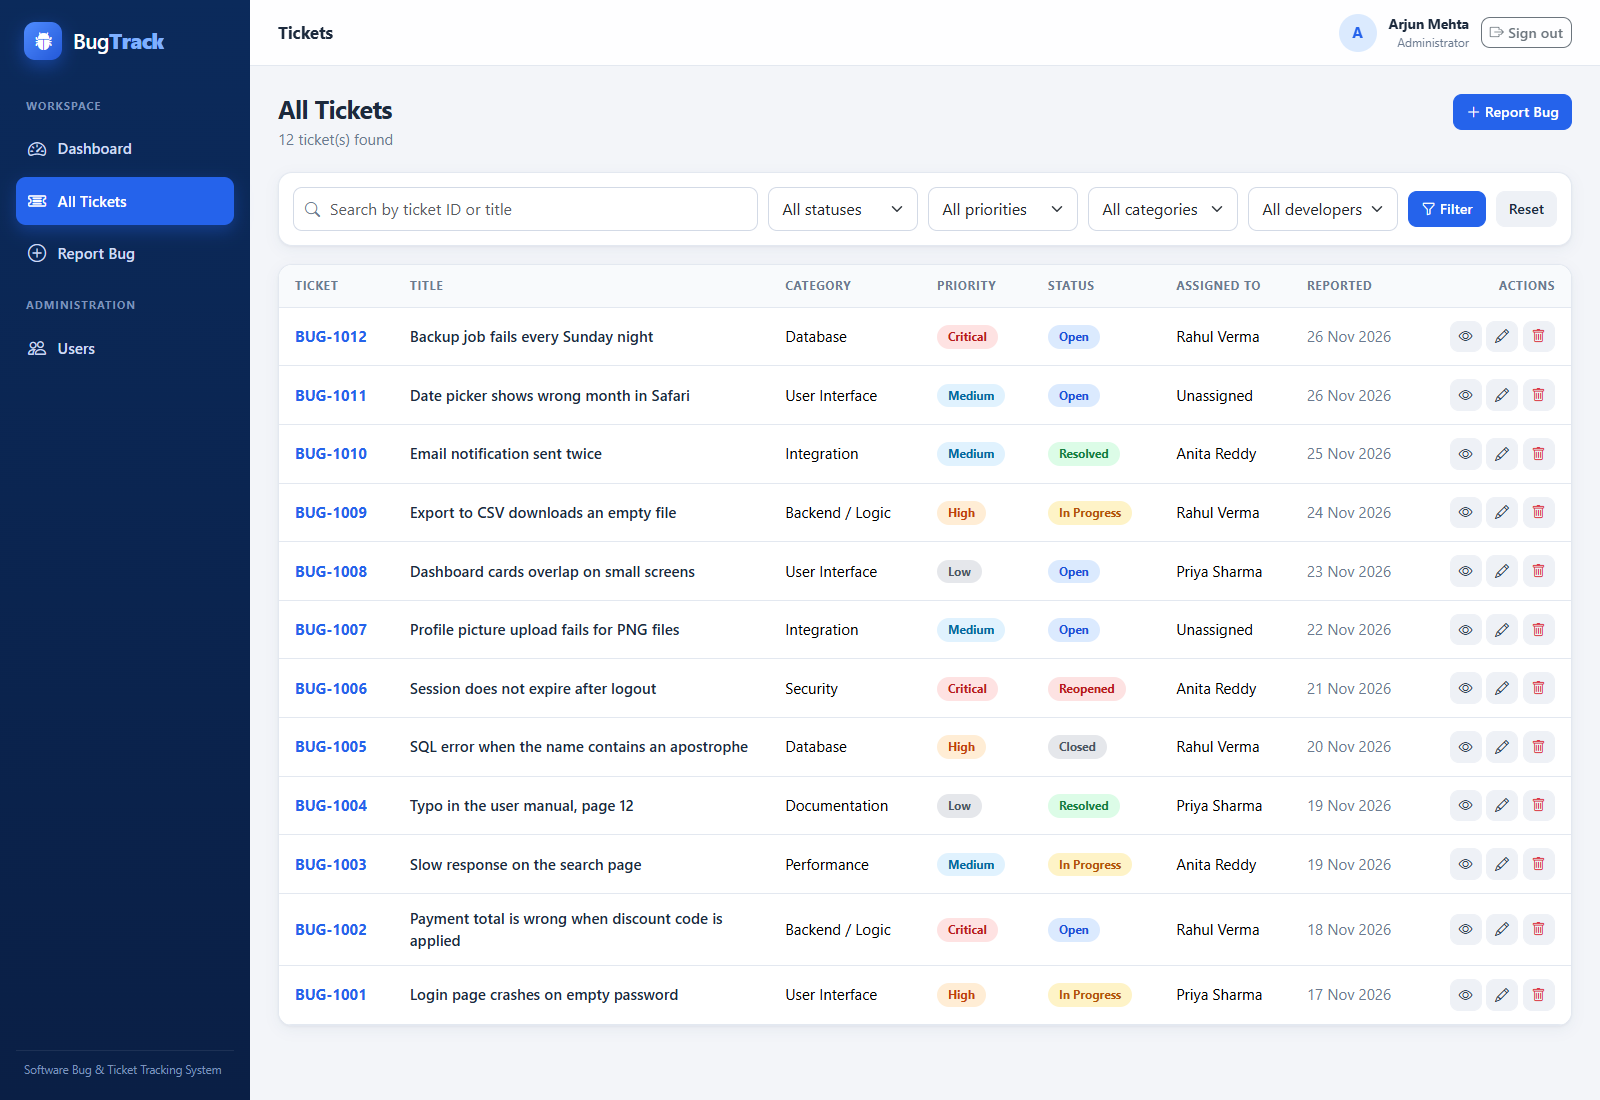 BugTrack
WORKSPACE
Dashboard
All Tickets
Report Bug
ADMINISTRATION
Users
Software Bug & Ticket Tracking System
Tickets
A
Arjun Mehta
Administrator
Sign out
All Tickets
12 ticket(s) found
+ Report Bug
Search by ticket ID or title
All statuses
All priorities
All categories
All developers
Filter
Reset
TICKET TITLE CATEGORY PRIORITY STATUS ASSIGNED TO REPORTED ACTIONS
BUG-1012 Backup job fails every Sunday night Database Critical Open Rahul Verma 26 Nov 2026
BUG-1011 Date picker shows wrong month in Safari User Interface Medium Open Unassigned 26 Nov 2026
BUG-1010 Email notification sent twice Integration Medium Resolved Anita Reddy 25 Nov 2026
BUG-1009 Export to CSV downloads an empty file Backend / Logic High In Progress Rahul Verma 24 Nov 2026
BUG-1008 Dashboard cards overlap on small screens User Interface Low Open Priya Sharma 23 Nov 2026
BUG-1007 Profile picture upload fails for PNG files Integration Medium Open Unassigned 22 Nov 2026
BUG-1006 Session does not expire after logout Security Critical Reopened Anita Reddy 21 Nov 2026
BUG-1005 SQL error when the name contains an apostrophe Database High Closed Rahul Verma 20 Nov 2026
BUG-1004 Typo in the user manual, page 12 Documentation Low Resolved Priya Sharma 19 Nov 2026
BUG-1003 Slow response on the search page Performance Medium In Progress Anita Reddy 19 Nov 2026
BUG-1002 Payment total is wrong when discount code is
applied Backend / Logic Critical Open Rahul Verma 18 Nov 2026
BUG-1001 Login page crashes on empty password User Interface High In Progress Priya Sharma 17 Nov 2026